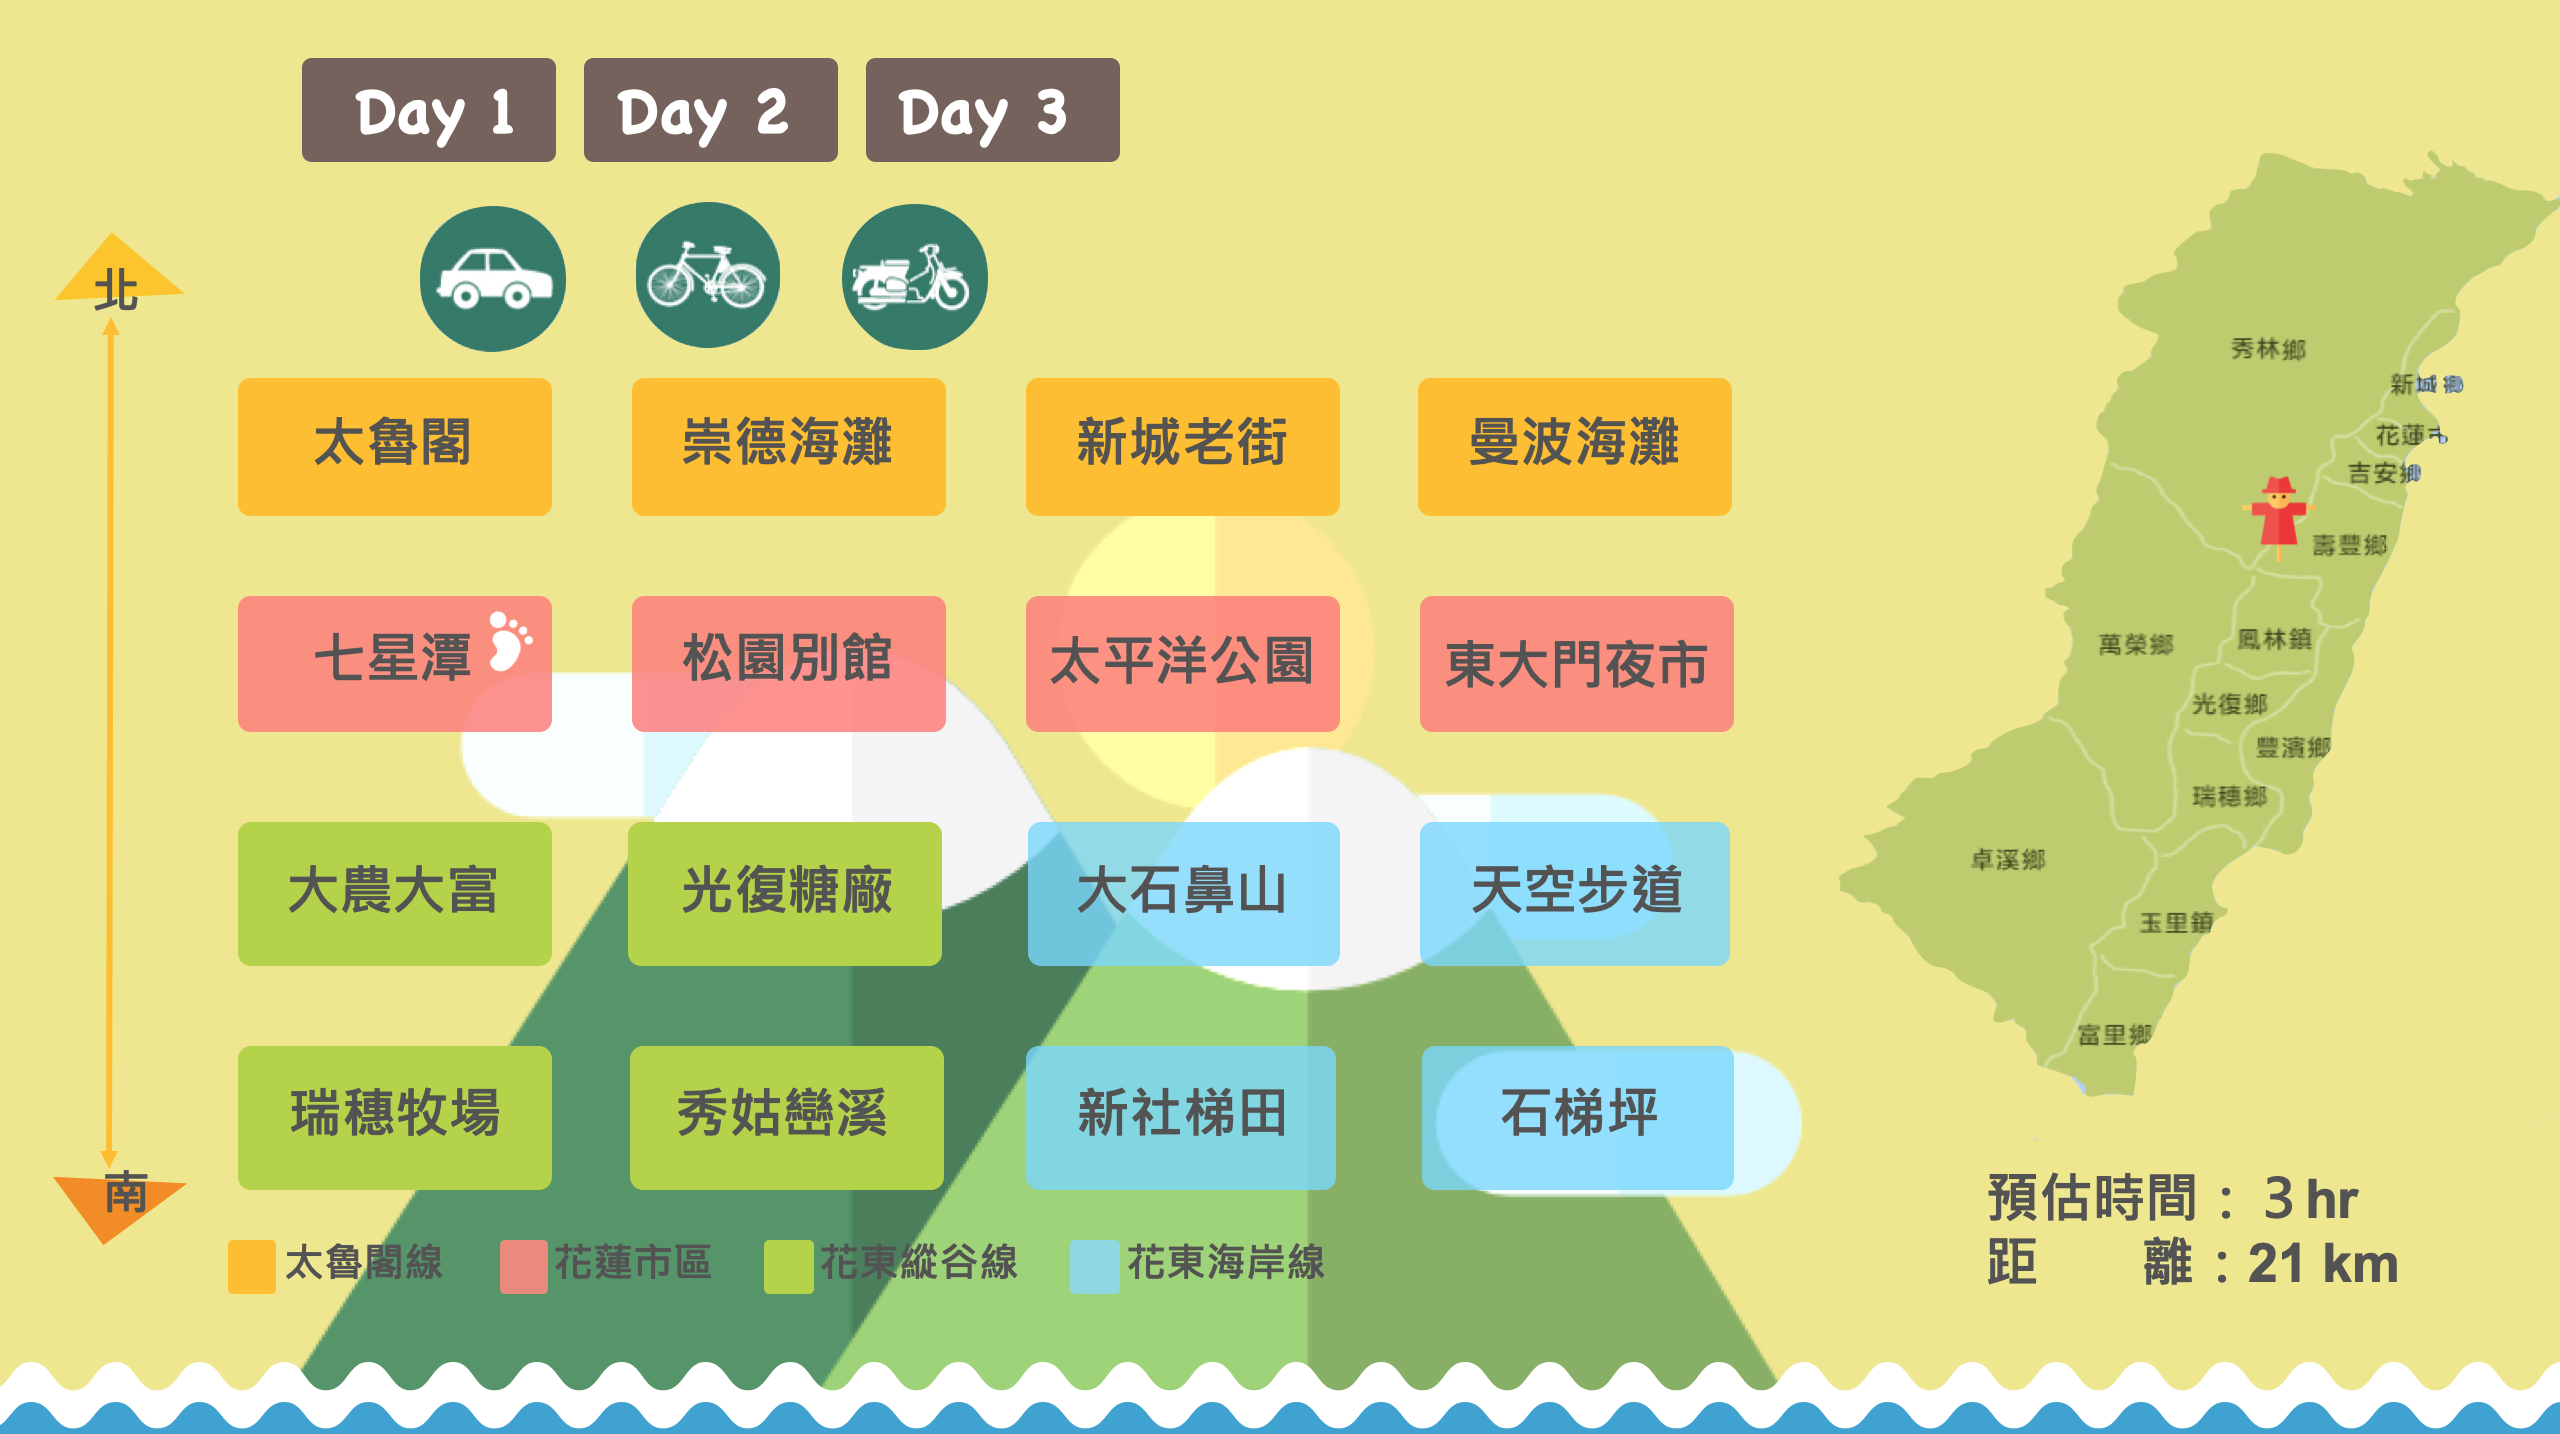 Day 1
Day 2
Day 3
北
太魯閣
崇德海灘
新城老街
曼波海灘
七星潭
松園別館
太平洋公園
東大門夜市
大農大富
光復糖廠
大石鼻山
天空步道
瑞穗牧場
秀姑巒溪
新社梯田
石梯坪
南
太魯閣線
花蓮市區
花東縱谷線
花東海岸線
秀林鄉
新城鄉
花蓮市
吉安鄉
壽豐鄉
萬榮鄉
鳳林鎮
光復鄉
豐濱鄉
瑞穗鄉
卓溪鄉
玉里鎮
富里鄉
預估時間：3 hr
距離：21 km